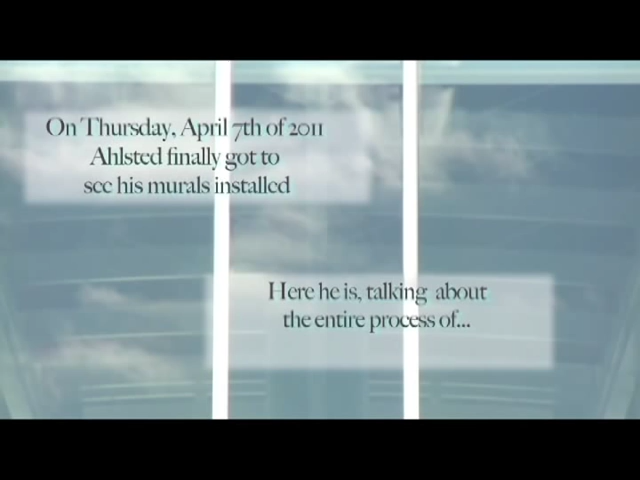 On Thursday, April 7th of 2011
Ahlsted finally got to
see his murals installed
Here he is, talking about
the entire process of...